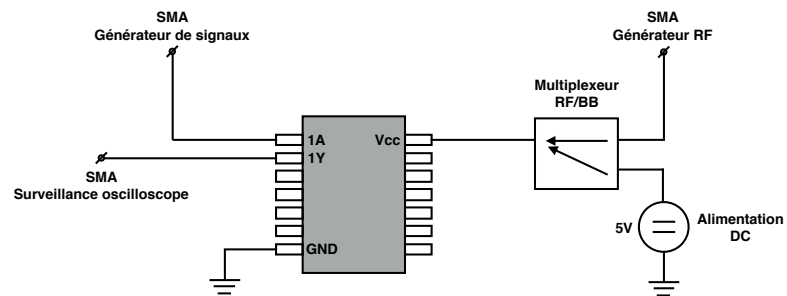 SMA
Générateur de signaux
SMA
Générateur RF
Multiplexeur
RF/BB
1A
Vcc
1Y
SMA
Surveillance oscilloscope
GND
5V
Alimentation
DC